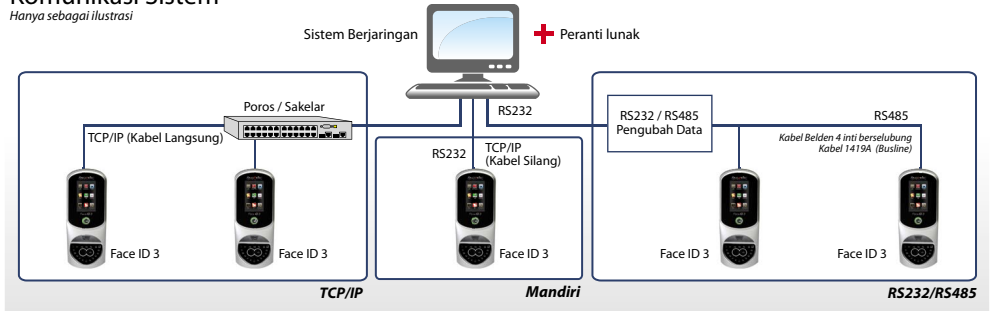 Komunikasi Sistem
Hanya sebagai ilustrasi
Sistem Berjaringan
Peranti lunak
Poros / Sakelar
TCP/IP (Kabel Langsung)
Face ID 3
Face ID 3
TCP/IP
RS232
RS232
TCP/IP
(Kabel Silang)
Face ID 3
Mandiri
RS232 / RS485
Pengubah Data
RS485
Kabel Belden 4 inti berselubung
Kabel 1419A (Busline)
Face ID 3
Face ID 3
RS232/RS485